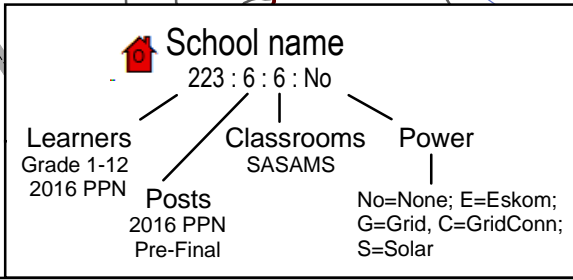 O School name
223 : 6 : 6 : No
Learners
Grade 1-12
2016 PPN
Posts
2016 PPN
Pre-Final
Classrooms
SASAMS
Power
No=None; E=Eskom;
G=Grid, C=GridConn;
S=Solar